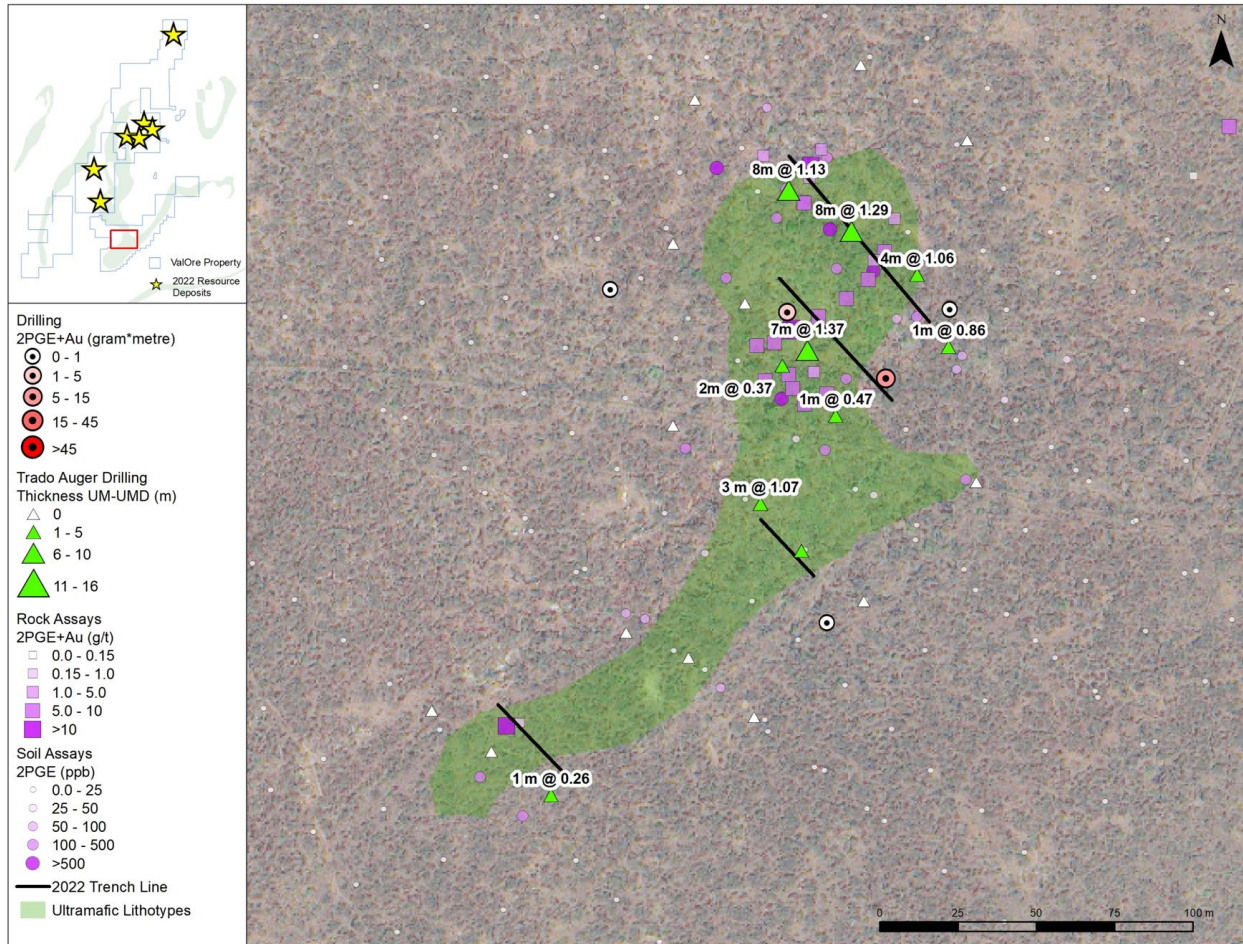 ValOre Property
2022 Resource
Deposits
Drilling
2PGE+Au (gram*metre)
0 - 1
1 - 5
5 - 15
15 - 45
>45
Trado Auger Drilling
Thickness UM-UMD (m)
0
1 - 5
6 - 10
11 - 16
Rock Assays
2PGE+Au (g/t)
0.0 - 0.15
0.15 - 1.0
1.0 - 5.0
5.0 - 10
>10
Soil Assays
2PGE (ppb)
0.0 - 25
25 - 50
50 - 100
100 - 500
>500
2022 Trench Line
Ultramafic Lithotypes
N
8m @ 1.13
8m @ 1.29
4m @ 1.06
7m @ 1.37
1m @ 0.86
2m @ 0.37
1m @ 0.47
3 m @ 1.07
1 m @ 0.26
0 25 50 75 100 m